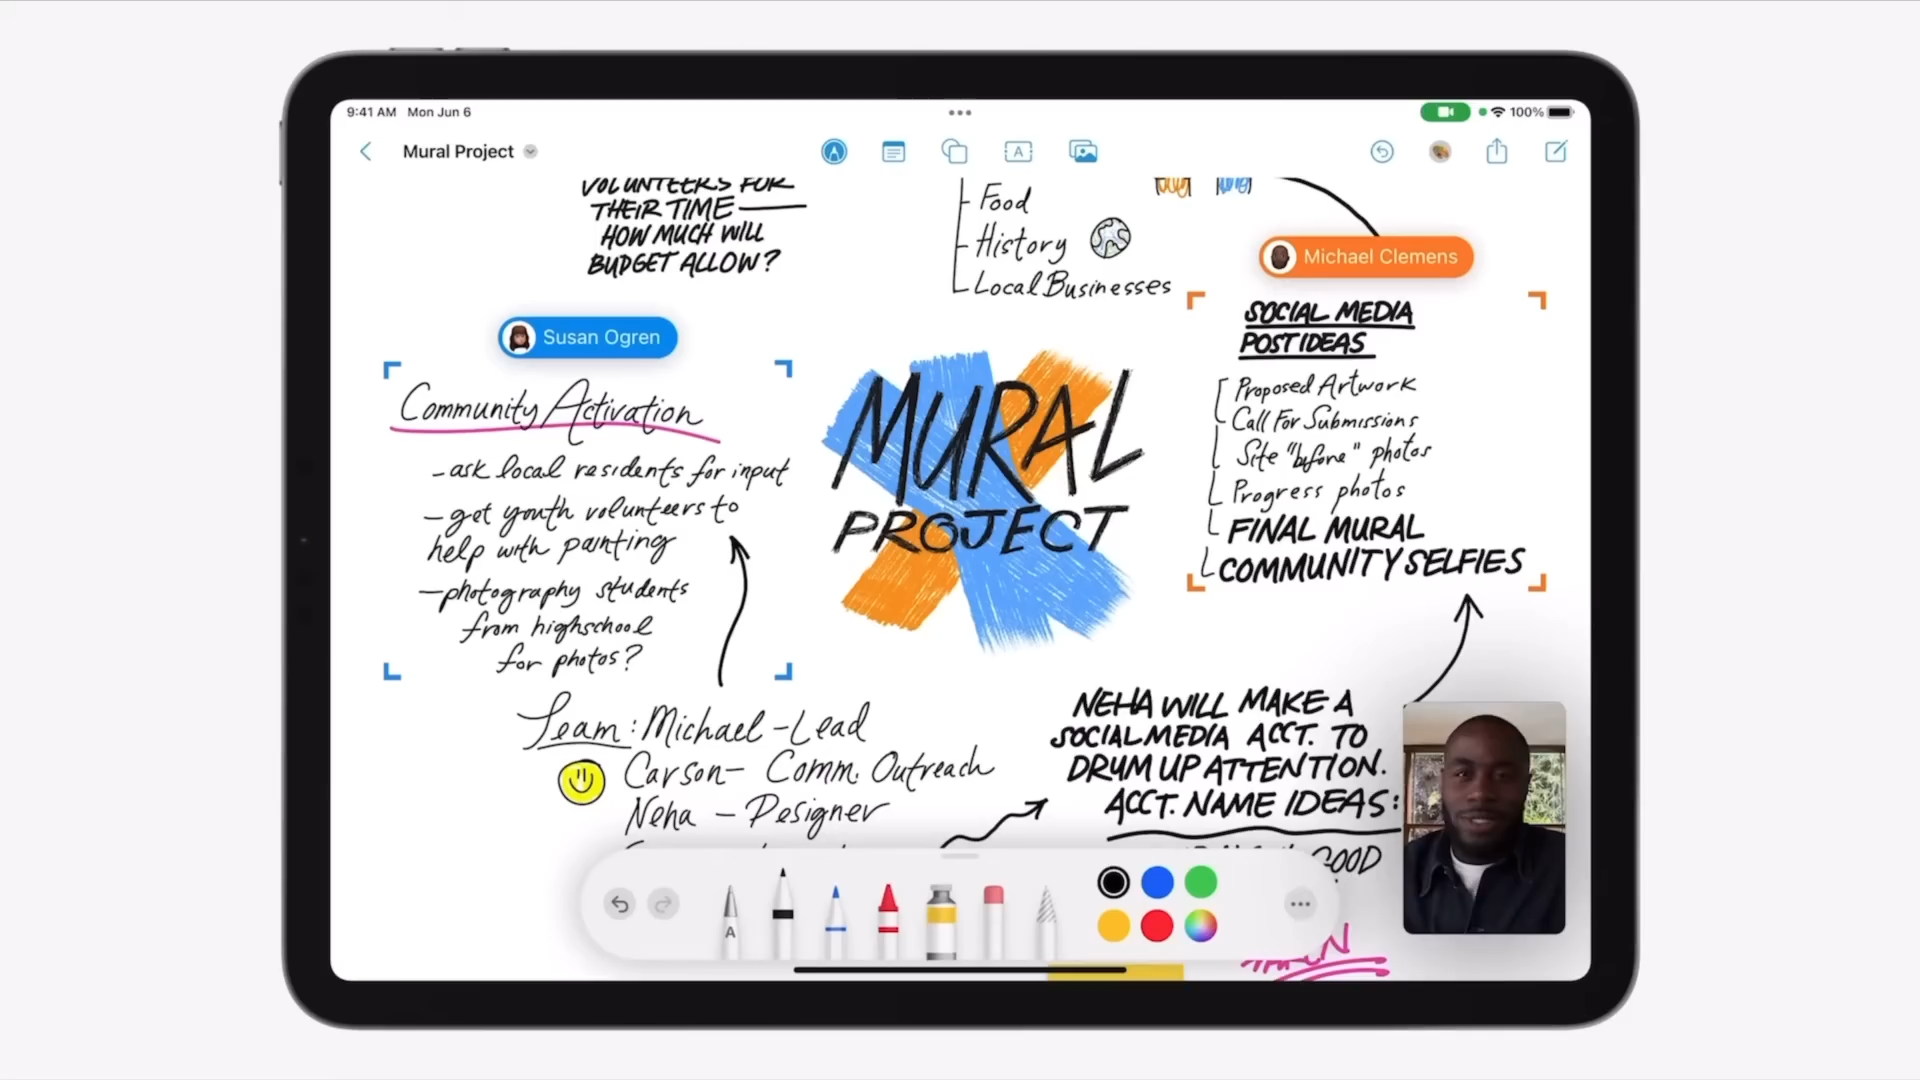 9:41 AM Mon Jun 6
100%
Mural Project
A
VOLUNTEERS FOR
THEIR TIME
HOW MUCH WILL
BUDGET ALLOW?
Food
History
Local Businesses
Michael Clemens
SOCIAL MEDIA
POST IDEAS
Proposed Artwork
Call For Submissions
Site "before" photos
Progress photos
FINAL MURAL
COMMUNITY SELFIES
Susan Ogren
Community Activation
- ask local residents for input
- get youth volunteers to
help with painting
- photography students
from highschool
for photos?
MURAL
PROJECT
Team: Michael - Lead
Carson - Comm. Outreach
Neha - Designer
NEHA WILL MAKE A
SOCIAL MEDIA ACCT. TO
DRUM UP ATTENTION.
ACCT. NAME IDEAS:
GOOD
A